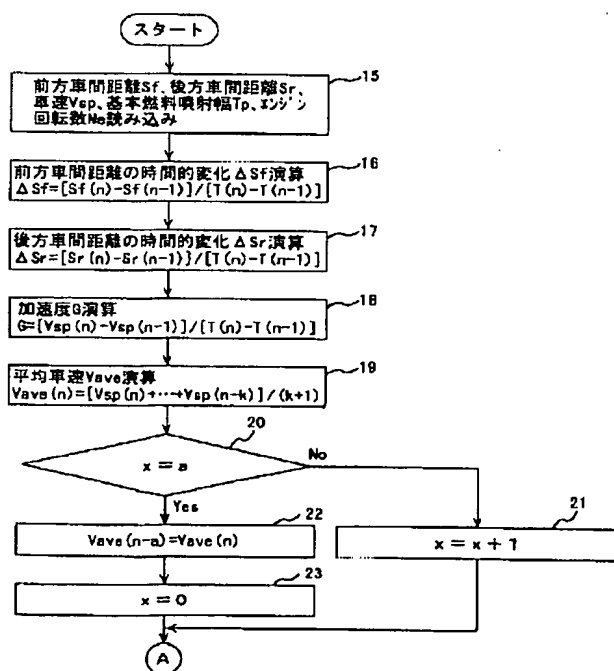 スタート
15
前方車間距離Sf、後方車間距離Sr、
車速Vsp、基本燃料噴射幅Tp、エンジン
回転数Ne読み込み
16
前方車間距離の時間的変化ΔSf演算
ΔSf=[Sf(n)-Sf(n-1)]/[T(n)-T(n-1)]
17
後方車間距離の時間的変化ΔSr演算
ΔSr=[Sr(n)-Sr(n-1)]/[T(n)-T(n-1)]
18
加速度G演算
G=[Vsp(n)-Vsp(n-1)]/[T(n)-T(n-1)]
19
平均車速Vave演算
Vave(n)=[Vsp(n)+…+Vsp(n-k)]/(k+1)
20
x=a
No
Yes
22
Vave(n-a)=Vave(n)
21
x=x+1
23
x=0
A